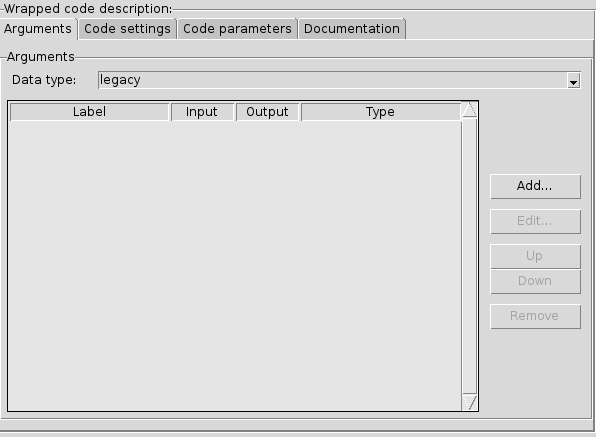 Wrapped code description:
Arguments Code settings Code parameters Documentation
Arguments
Data type: legacy
Label Input Output Type
Add...
Edit...
Up
Down
Remove